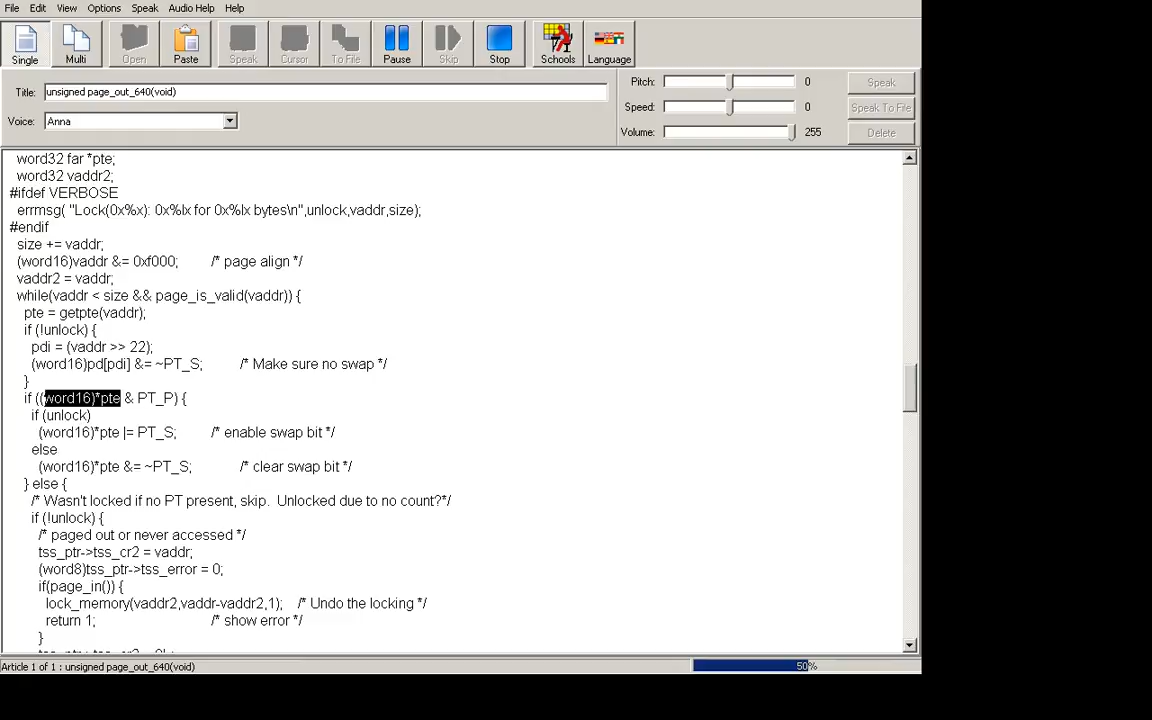 File Edit View Options Speak Audio Help Help
Single Multi Open Paste Speak Cursor To File Pause Skip Stop Schools Language
Title: unsigned page_out_640(void)
Voice: Anna
Pitch: 0 Speak
Speed: 0 Speak To File
Volume: 255 Delete
word32 far *pte;
word32 vaddr2;
#ifdef VERBOSE
errmsg( "Lock(0x%x): 0x%lx for 0x%lx bytes\n",unlock,vaddr,size);
#endif
size += vaddr;
(word16)vaddr &= 0xf000; /* page align */
vaddr2 = vaddr;
while(vaddr < size && page_is_valid(vaddr)) {
pte = getpte(vaddr);
if (!unlock) {
pdi = (vaddr >> 22);
(word16)pd[pdi] &= ~PT_S; /* Make sure no swap */
}
if ((word16)*pte & PT_P) {
if (unlock)
(word16)*pte |= PT_S; /* enable swap bit */
else
(word16)*pte &= ~PT_S; /* clear swap bit */
} else {
/* Wasn't locked if no PT present, skip. Unlocked due to no count?*/
if (!unlock) {
/* paged out or never accessed */
tss_ptr->tss_cr2 = vaddr;
(word8)tss_ptr->tss_error = 0;
if(page_in()) {
lock_memory(vaddr2,vaddr-vaddr2,1); /* Undo the locking */
return 1; /* show error */
}
Article 1 of 1 : unsigned page_out_640(void) 50%